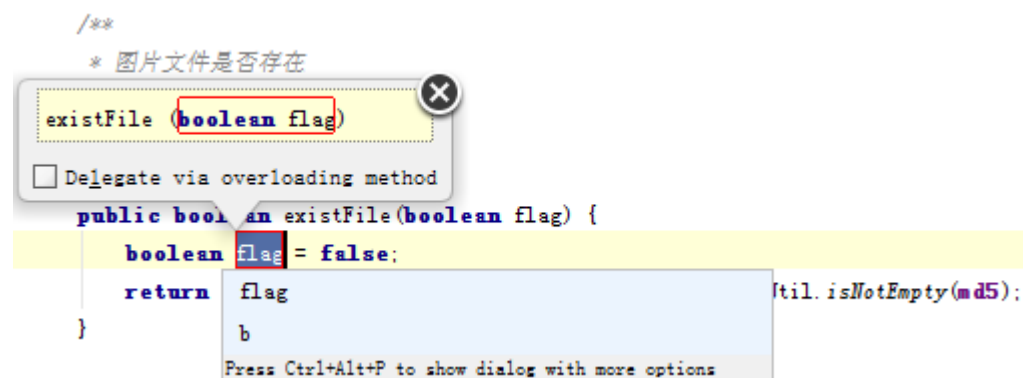 /**
* 图片文件是否存在
existFile (boolean flag)
Delegate via overloading method
public boolean existFile(boolean flag) {
boolean flag = false;
return til.isNotEmpty(md5);
}
flag
b
Press Ctrl+Alt+P to show dialog with more options